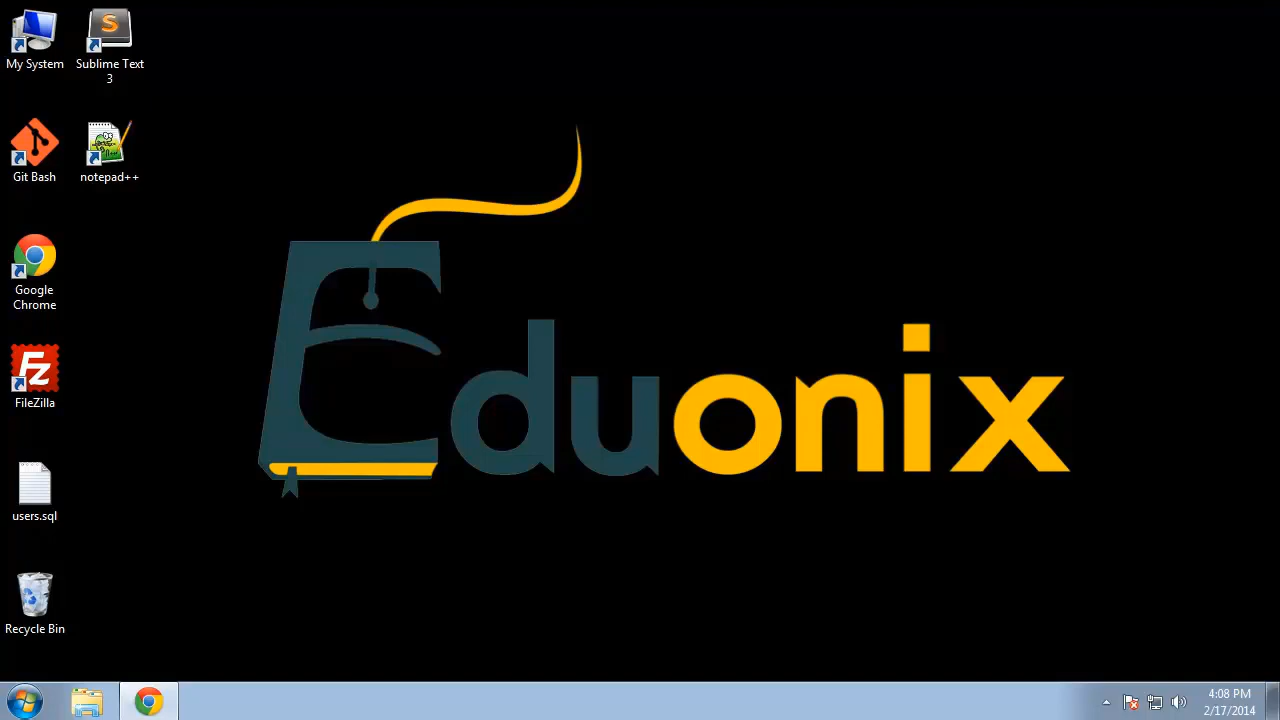 My System
Sublime Text
3
Git Bash
notepad++
Google
Chrome
FileZilla
users.sql
Recycle Bin
Eduonix
4:08 PM
2/17/2014